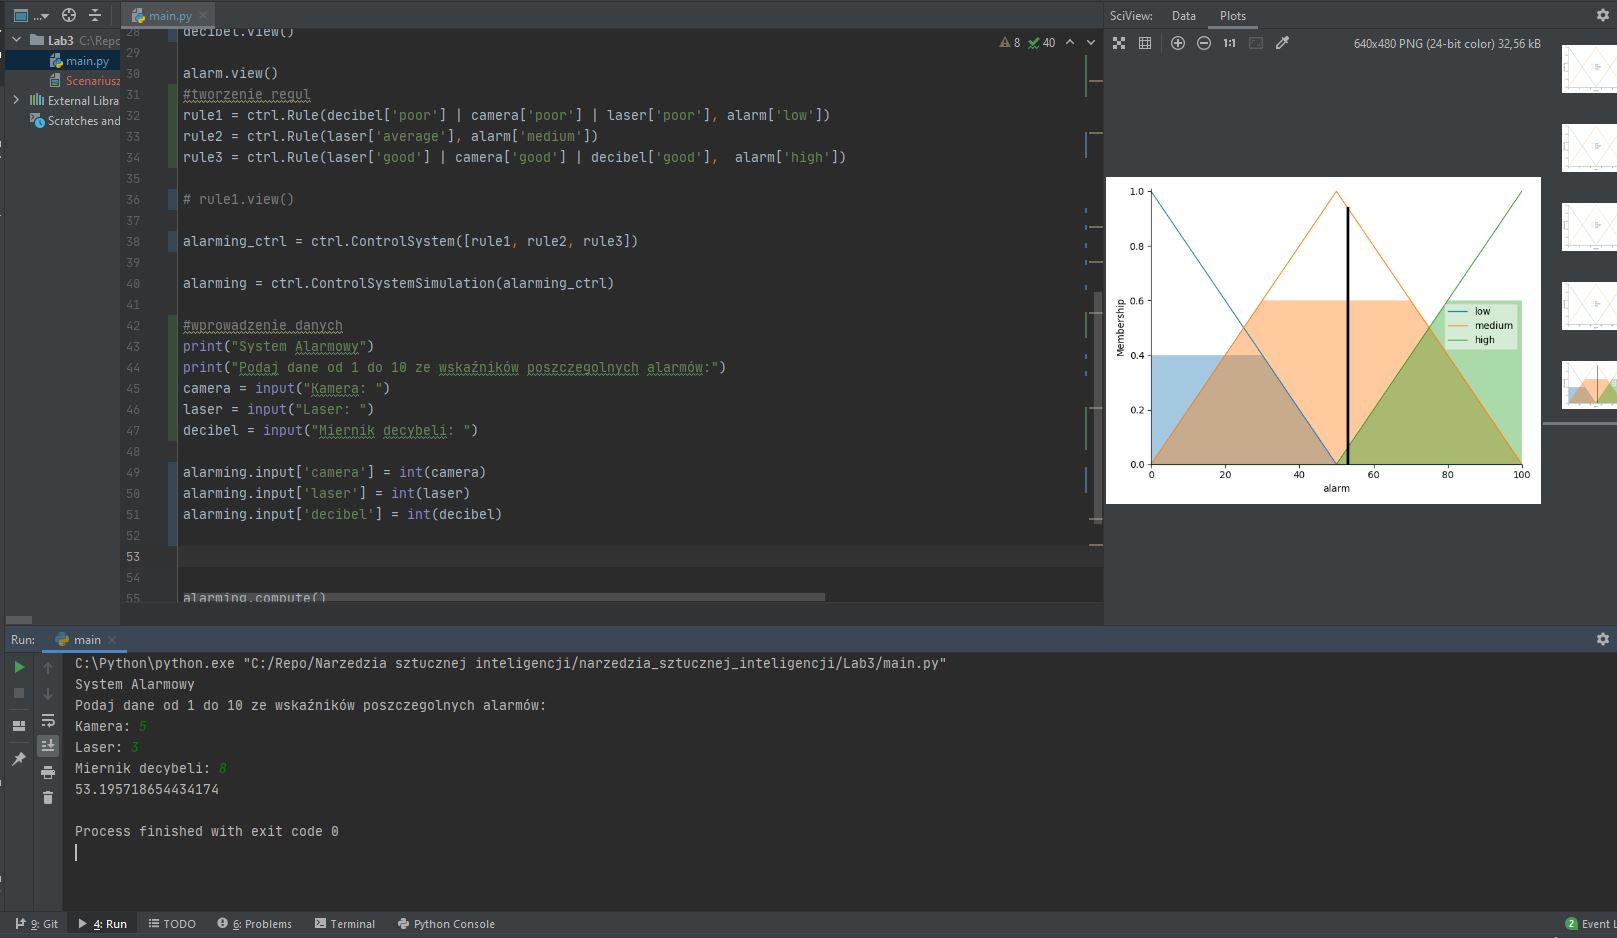 ...
main.py
SciView:
Data
Plots
Lab3 C:\Repo
main.py
Scenariusz
External Libra
Scratches and
8
40
1:1
640x480 PNG (24-bit color) 32,56 kB
28 decibel.view()
29
30 alarm.view()
31 #tworzenie regul
32 rule1 = ctrl.Rule(decibel['poor'] | camera['poor'] | laser['poor'], alarm['low'])
33 rule2 = ctrl.Rule(laser['average'], alarm['medium'])
34 rule3 = ctrl.Rule(laser['good'] | camera['good'] | decibel['good'],  alarm['high'])
35
36 # rule1.view()
37
38 alarming_ctrl = ctrl.ControlSystem([rule1, rule2, rule3])
39
40 alarming = ctrl.ControlSystemSimulation(alarming_ctrl)
41
42 #wprowadzenie danych
43 print("System Alarmowy")
44 print("Podaj dane od 1 do 10 ze wskaźników poszczegolnych alarmów:")
45 camera = input("Kamera: ")
46 laser = input("Laser: ")
47 decibel = input("Miernik decybeli: ")
48
49 alarming.input['camera'] = int(camera)
50 alarming.input['laser'] = int(laser)
51 alarming.input['decibel'] = int(decibel)
52
53
54
55 alarming.compute()
1.0
0.8
0.6
0.4
0.2
0.0
Membership
low
medium
high
0 20 40 60 80 100
alarm
Run:
main
C:\Python\python.exe "C:/Repo/Narzedzia sztucznej inteligencji/narzedzia_sztucznej_inteligencji/Lab3/main.py"
System Alarmowy
Podaj dane od 1 do 10 ze wskaźników poszczegolnych alarmów:
Kamera: 5
Laser: 3
Miernik decybeli: 8
53.195718654434174
Process finished with exit code 0
9: Git
4: Run
TODO
6: Problems
Terminal
Python Console
2 Event L